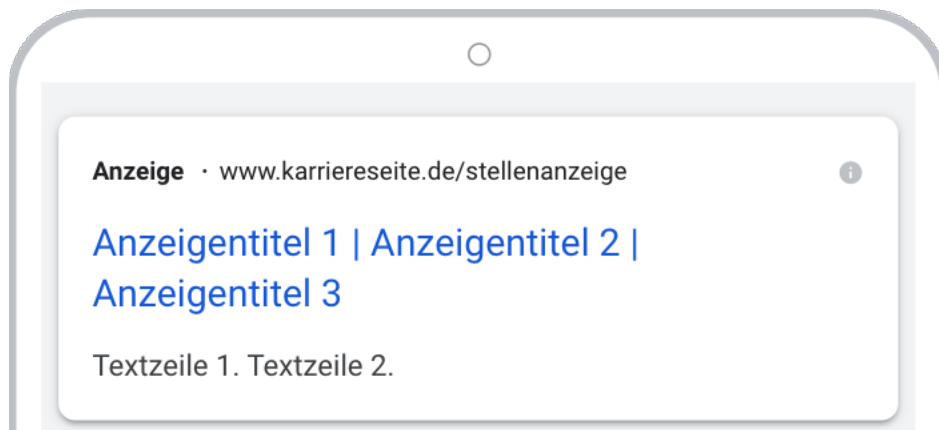 Anzeige · www.karriereseite.de/stellenanzeige
Anzeigentitel 1 | Anzeigentitel 2 |
Anzeigentitel 3
Textzeile 1. Textzeile 2.